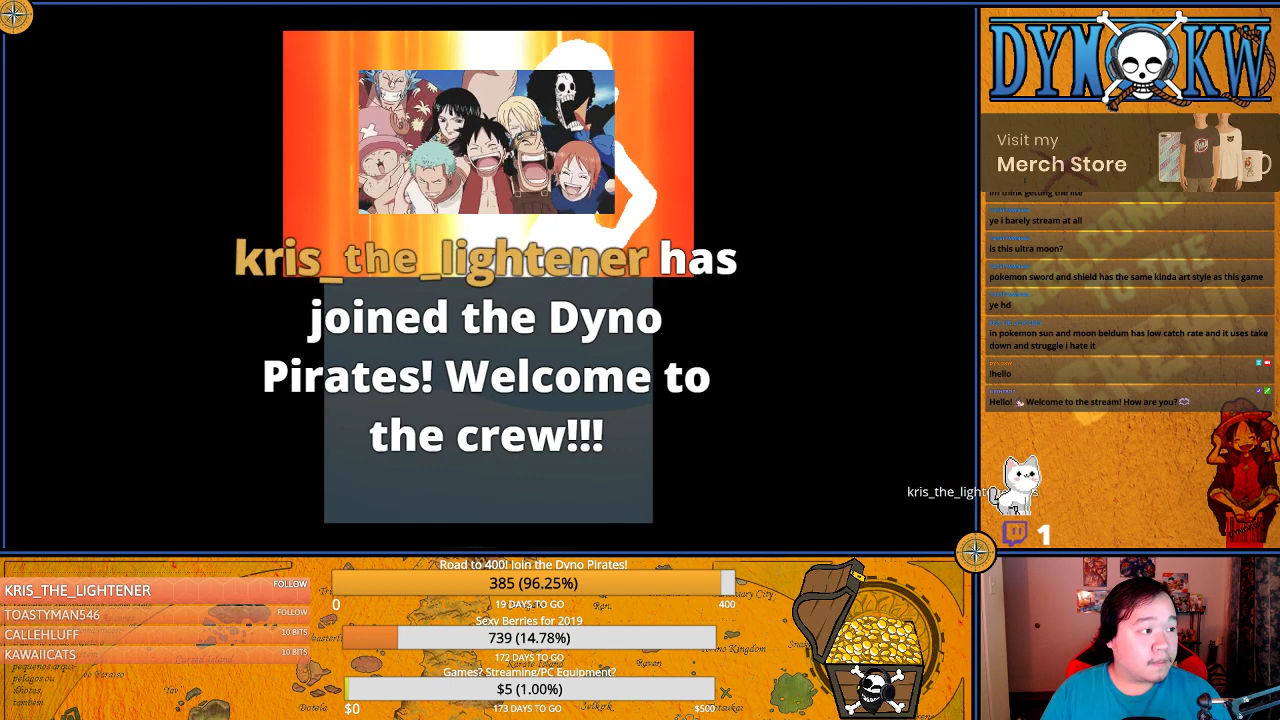 DYNOKW
Visit my
Merch Store
im think getting the lite
ye i barely stream at all
is this ultra moon?
pokemon sword and shield has the same kinda art style as this game
ye hd
in pokemon sun and moon beldum has low catch rate and it uses take
down and struggle i hate it
!hello
Hello! Welcome to the stream! How are you?
kris_the_lightener has
joined the Dyno
Pirates! Welcome to
the crew!!!
kris_the_light
1
KRIS_THE_LIGHTENER FOLLOW
TOASTYMAN546 FOLLOW
CALLEHLUFF 10 BITS
KAWAIICATS 10 BITS
Road to 400! Join the Dyno Pirates!
385 (96.25%)
0 19 DAYS TO GO 400
Sexy Berries for 2019
739 (14.78%)
172 DAYS TO GO
Games? Streaming/PC Equipment?
$5 (1.00%)
$0 173 DAYS TO GO $500